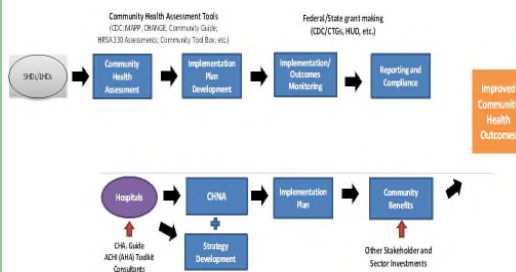 Community Health Assessment Tools
(CDC: MAPP, CHANGE, Community Guide;
HRSA 330 Assessments; Community Tool Box; etc.)
Federal/State grant making
(CDC/CTGs, HUD, etc.)
SHDs/LHDs
Community
Health
Assessment
Implementation
Plan
Development
Implementation/
Outcomes
Monitoring
Reporting and
Compliance
Improved
Community
Health
Outcomes
Hospitals
CHNA
Implementation
Plan
Community
Benefits
Strategy
Development
CHA. Guide
ACHI (AHA) Toolkit
Consultants
Other Stakeholder and
Sector Investments